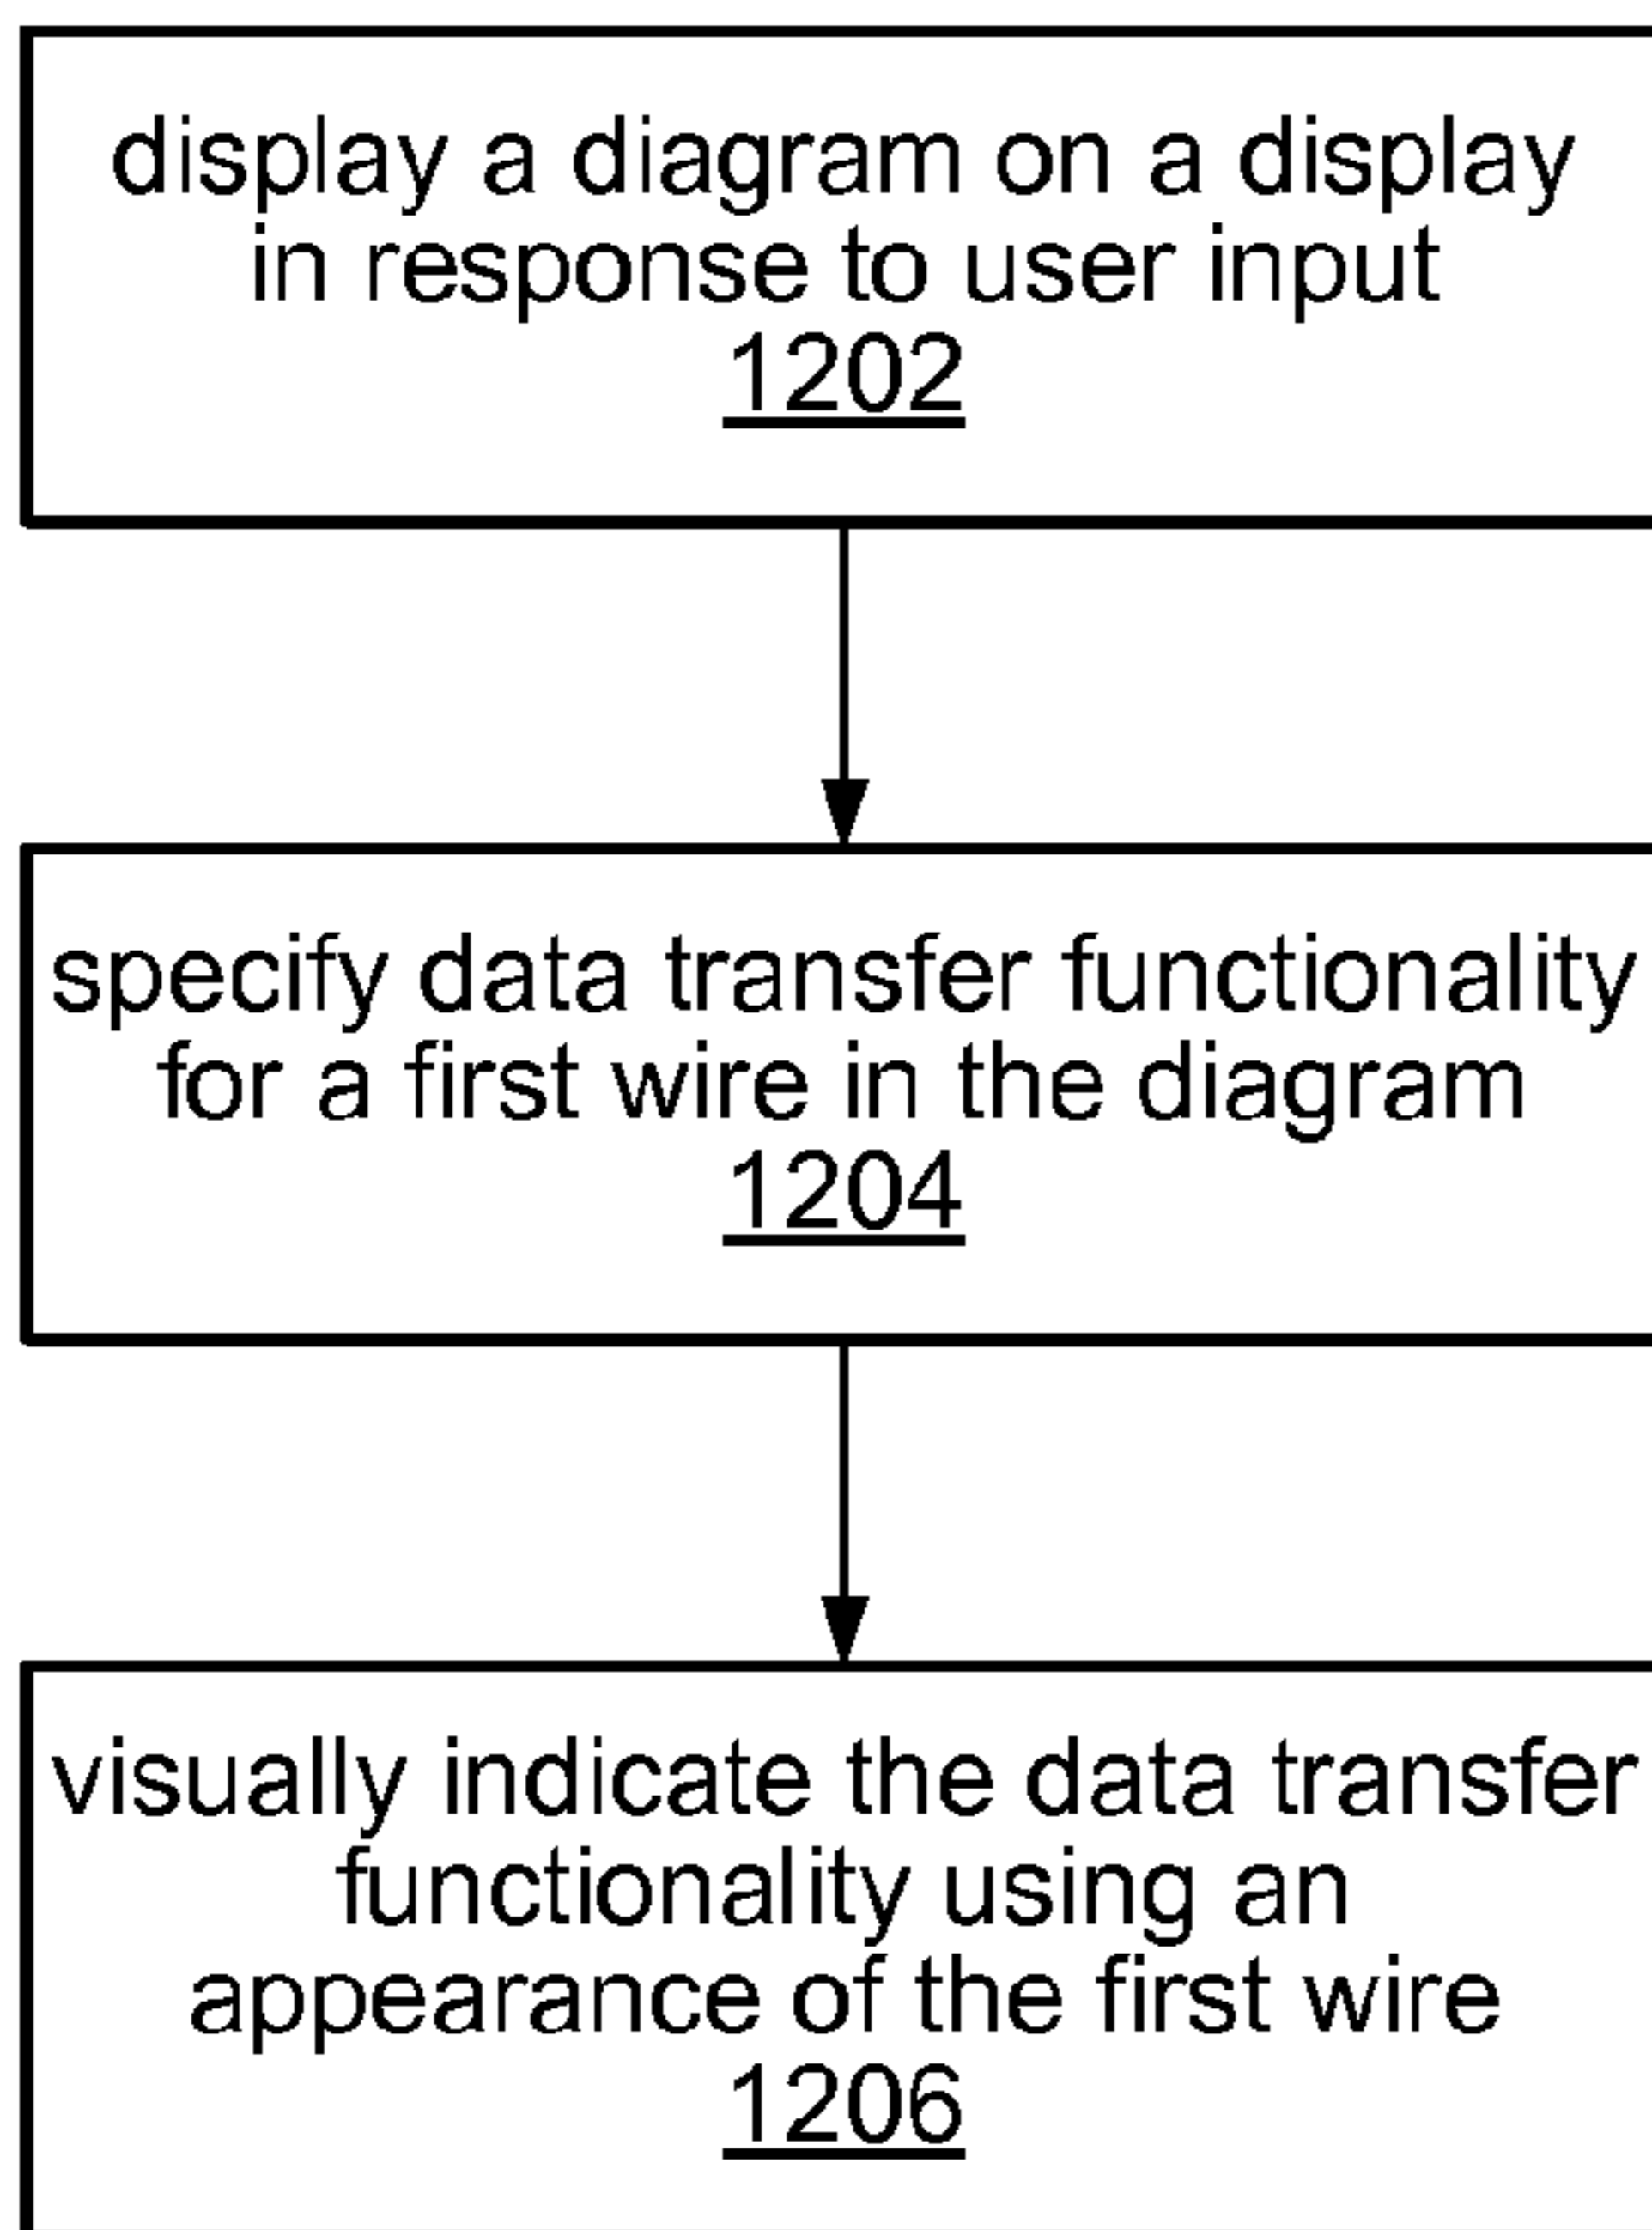 display a diagram on a display
in response to user input
1202
specify data transfer functionality
for a first wire in the diagram
1204
visually indicate the data transfer
functionality using an
appearance of the first wire
1206